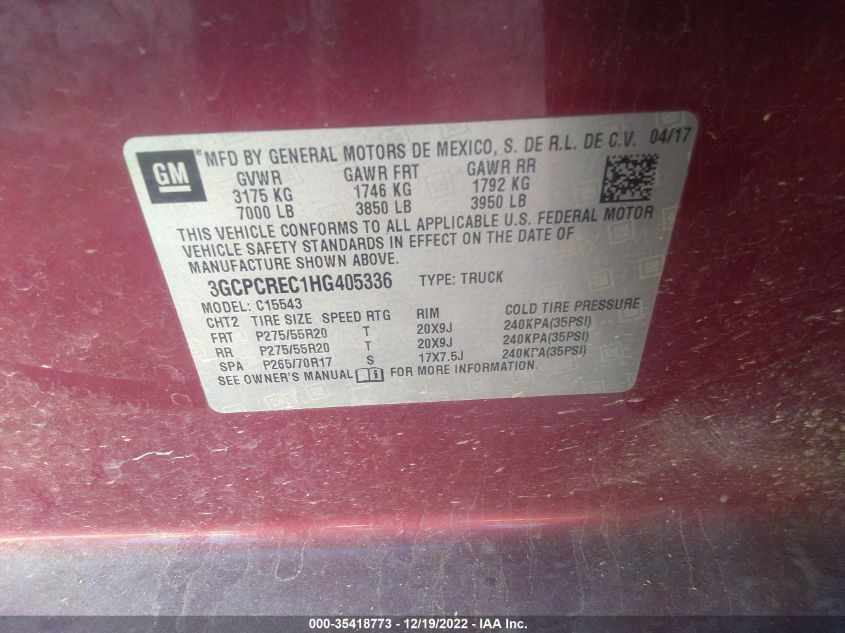 GM ® MFD BY GENERAL MOTORS DE MEXICO, S. DE R.L. DE C.V. 04/17
GVWR GAWR FRT GAWR RR
3175 KG 1746 KG 1792 KG
7000 LB 3850 LB 3950 LB
THIS VEHICLE CONFORMS TO ALL APPLICABLE U.S. FEDERAL MOTOR
VEHICLE SAFETY STANDARDS IN EFFECT ON THE DATE OF
MANUFACTURE SHOWN ABOVE.
3GCPCREC1HG405336 TYPE: TRUCK
MODEL: C15543
CHT2 TIRE SIZE SPEED RTG RIM COLD TIRE PRESSURE
FRT P275/55R20 T 20X9J 240KPA(35PSI)
RR P275/55R20 T 20X9J 240KPA(35PSI)
SPA P265/70R17 S 17X7.5J 240KPA(35PSI)
SEE OWNER'S MANUAL FOR MORE INFORMATION.
000-35418773 - 12/19/2022 - IAA Inc.